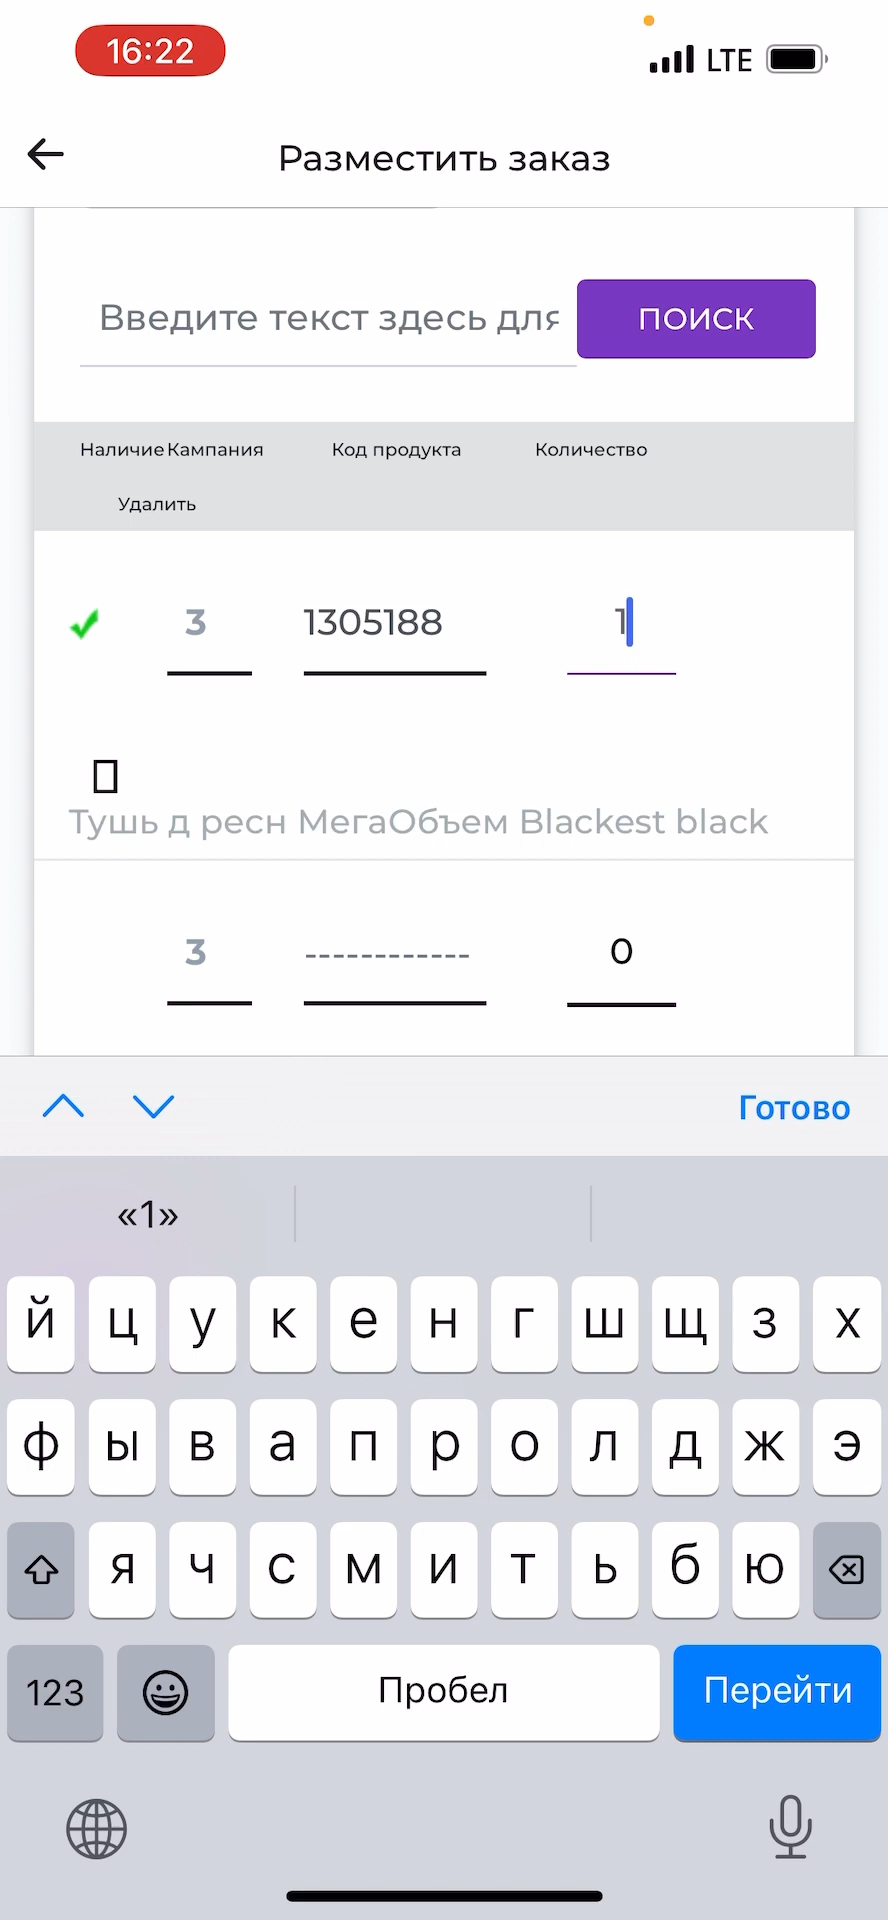 16:22
LTE
Разместить заказ
Введите текст здесь для
ПОИСК
Наличие Кампания Код продукта Количество
Удалить
3 1305188 1
Тушь д ресн МегаОбъем Blackest black
3 ------------ 0
Готово
«1»
й ц у к е н г ш щ з х
ф ы в а п р о л д ж э
я ч с м и т ь б ю
123 Пробел Перейти